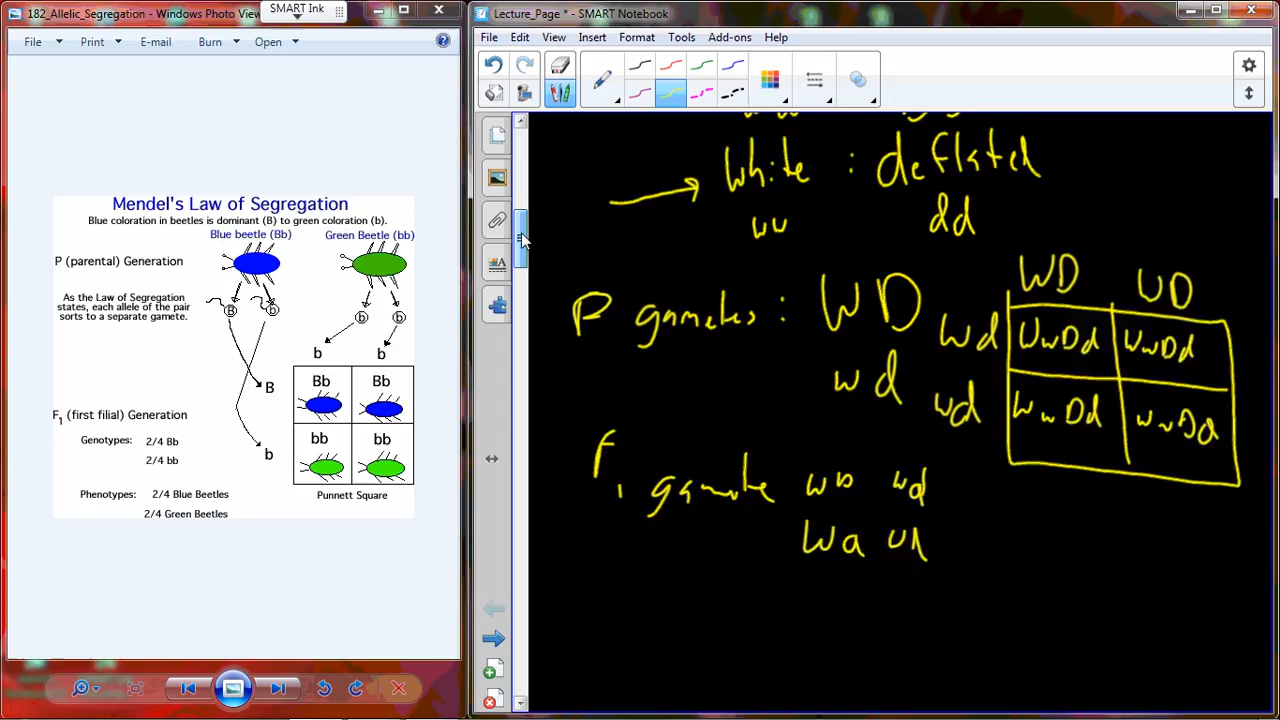 182_Allelic_Segregation - Windows Photo View
SMART Ink
File Print E-mail Burn Open
Mendel's Law of Segregation
Blue coloration in beetles is dominant (B) to green coloration (b).
Blue beetle (Bb) Green Beetle (bb)
P (parental) Generation
As the Law of Segregation
states, each allele of the pair
sorts to a separate gamete.
B b b b
b b
Bb Bb
B
F1 (first filial) Generation
Genotypes: 2/4 Bb
bb bb
2/4 bb
b
Phenotypes: 2/4 Blue Beetles
Punnett Square
2/4 Green Beetles
Lecture_Page * - SMART Notebook
File Edit View Insert Format Tools Add-ons Help
White : deflated
ww dd
P gametes : W D
w d
WD WD
wd WwDd WwDd
wd WwDd WwDd
F1 gamete WD wd